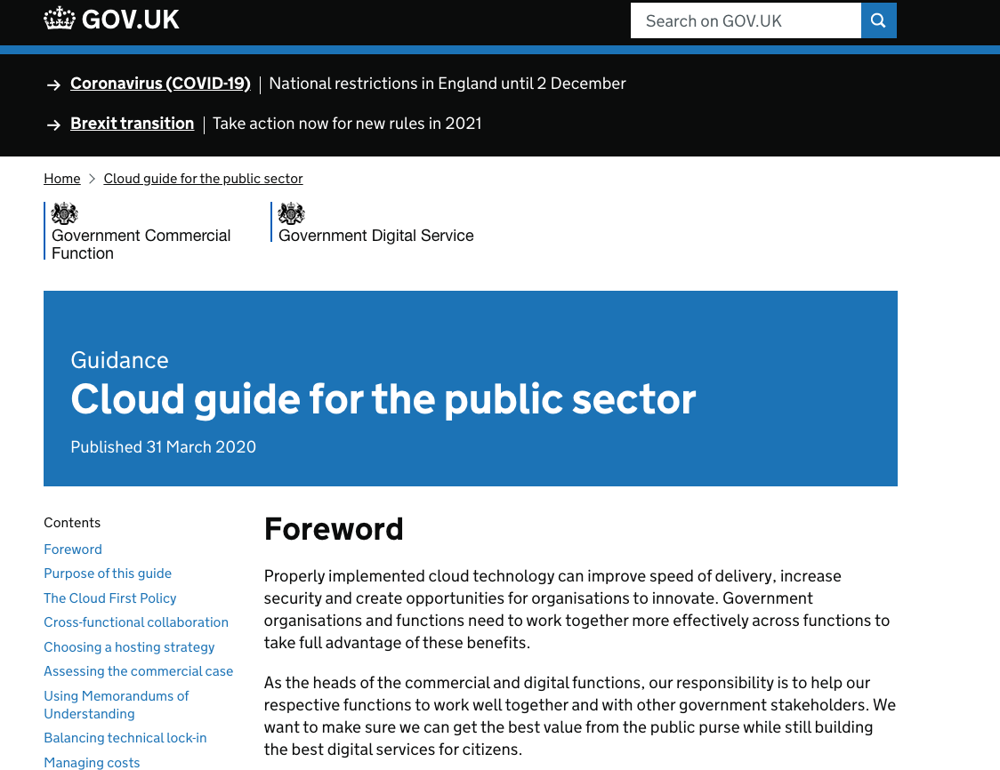 GOV.UK
Search on GOV.UK
→ Coronavirus (COVID-19) | National restrictions in England until 2 December
→ Brexit transition | Take action now for new rules in 2021
Home > Cloud guide for the public sector
Government Commercial
Function
Government Digital Service
Guidance
Cloud guide for the public sector
Published 31 March 2020
Contents
Foreword
Purpose of this guide
The Cloud First Policy
Cross-functional collaboration
Choosing a hosting strategy
Assessing the commercial case
Using Memorandums of
Understanding
Balancing technical lock-in
Managing costs
Foreword
Properly implemented cloud technology can improve speed of delivery, increase
security and create opportunities for organisations to innovate. Government
organisations and functions need to work together more effectively across functions to
take full advantage of these benefits.
As the heads of the commercial and digital functions, our responsibility is to help our
respective functions to work well together and with other government stakeholders. We
want to make sure we can get the best value from the public purse while still building
the best digital services for citizens.